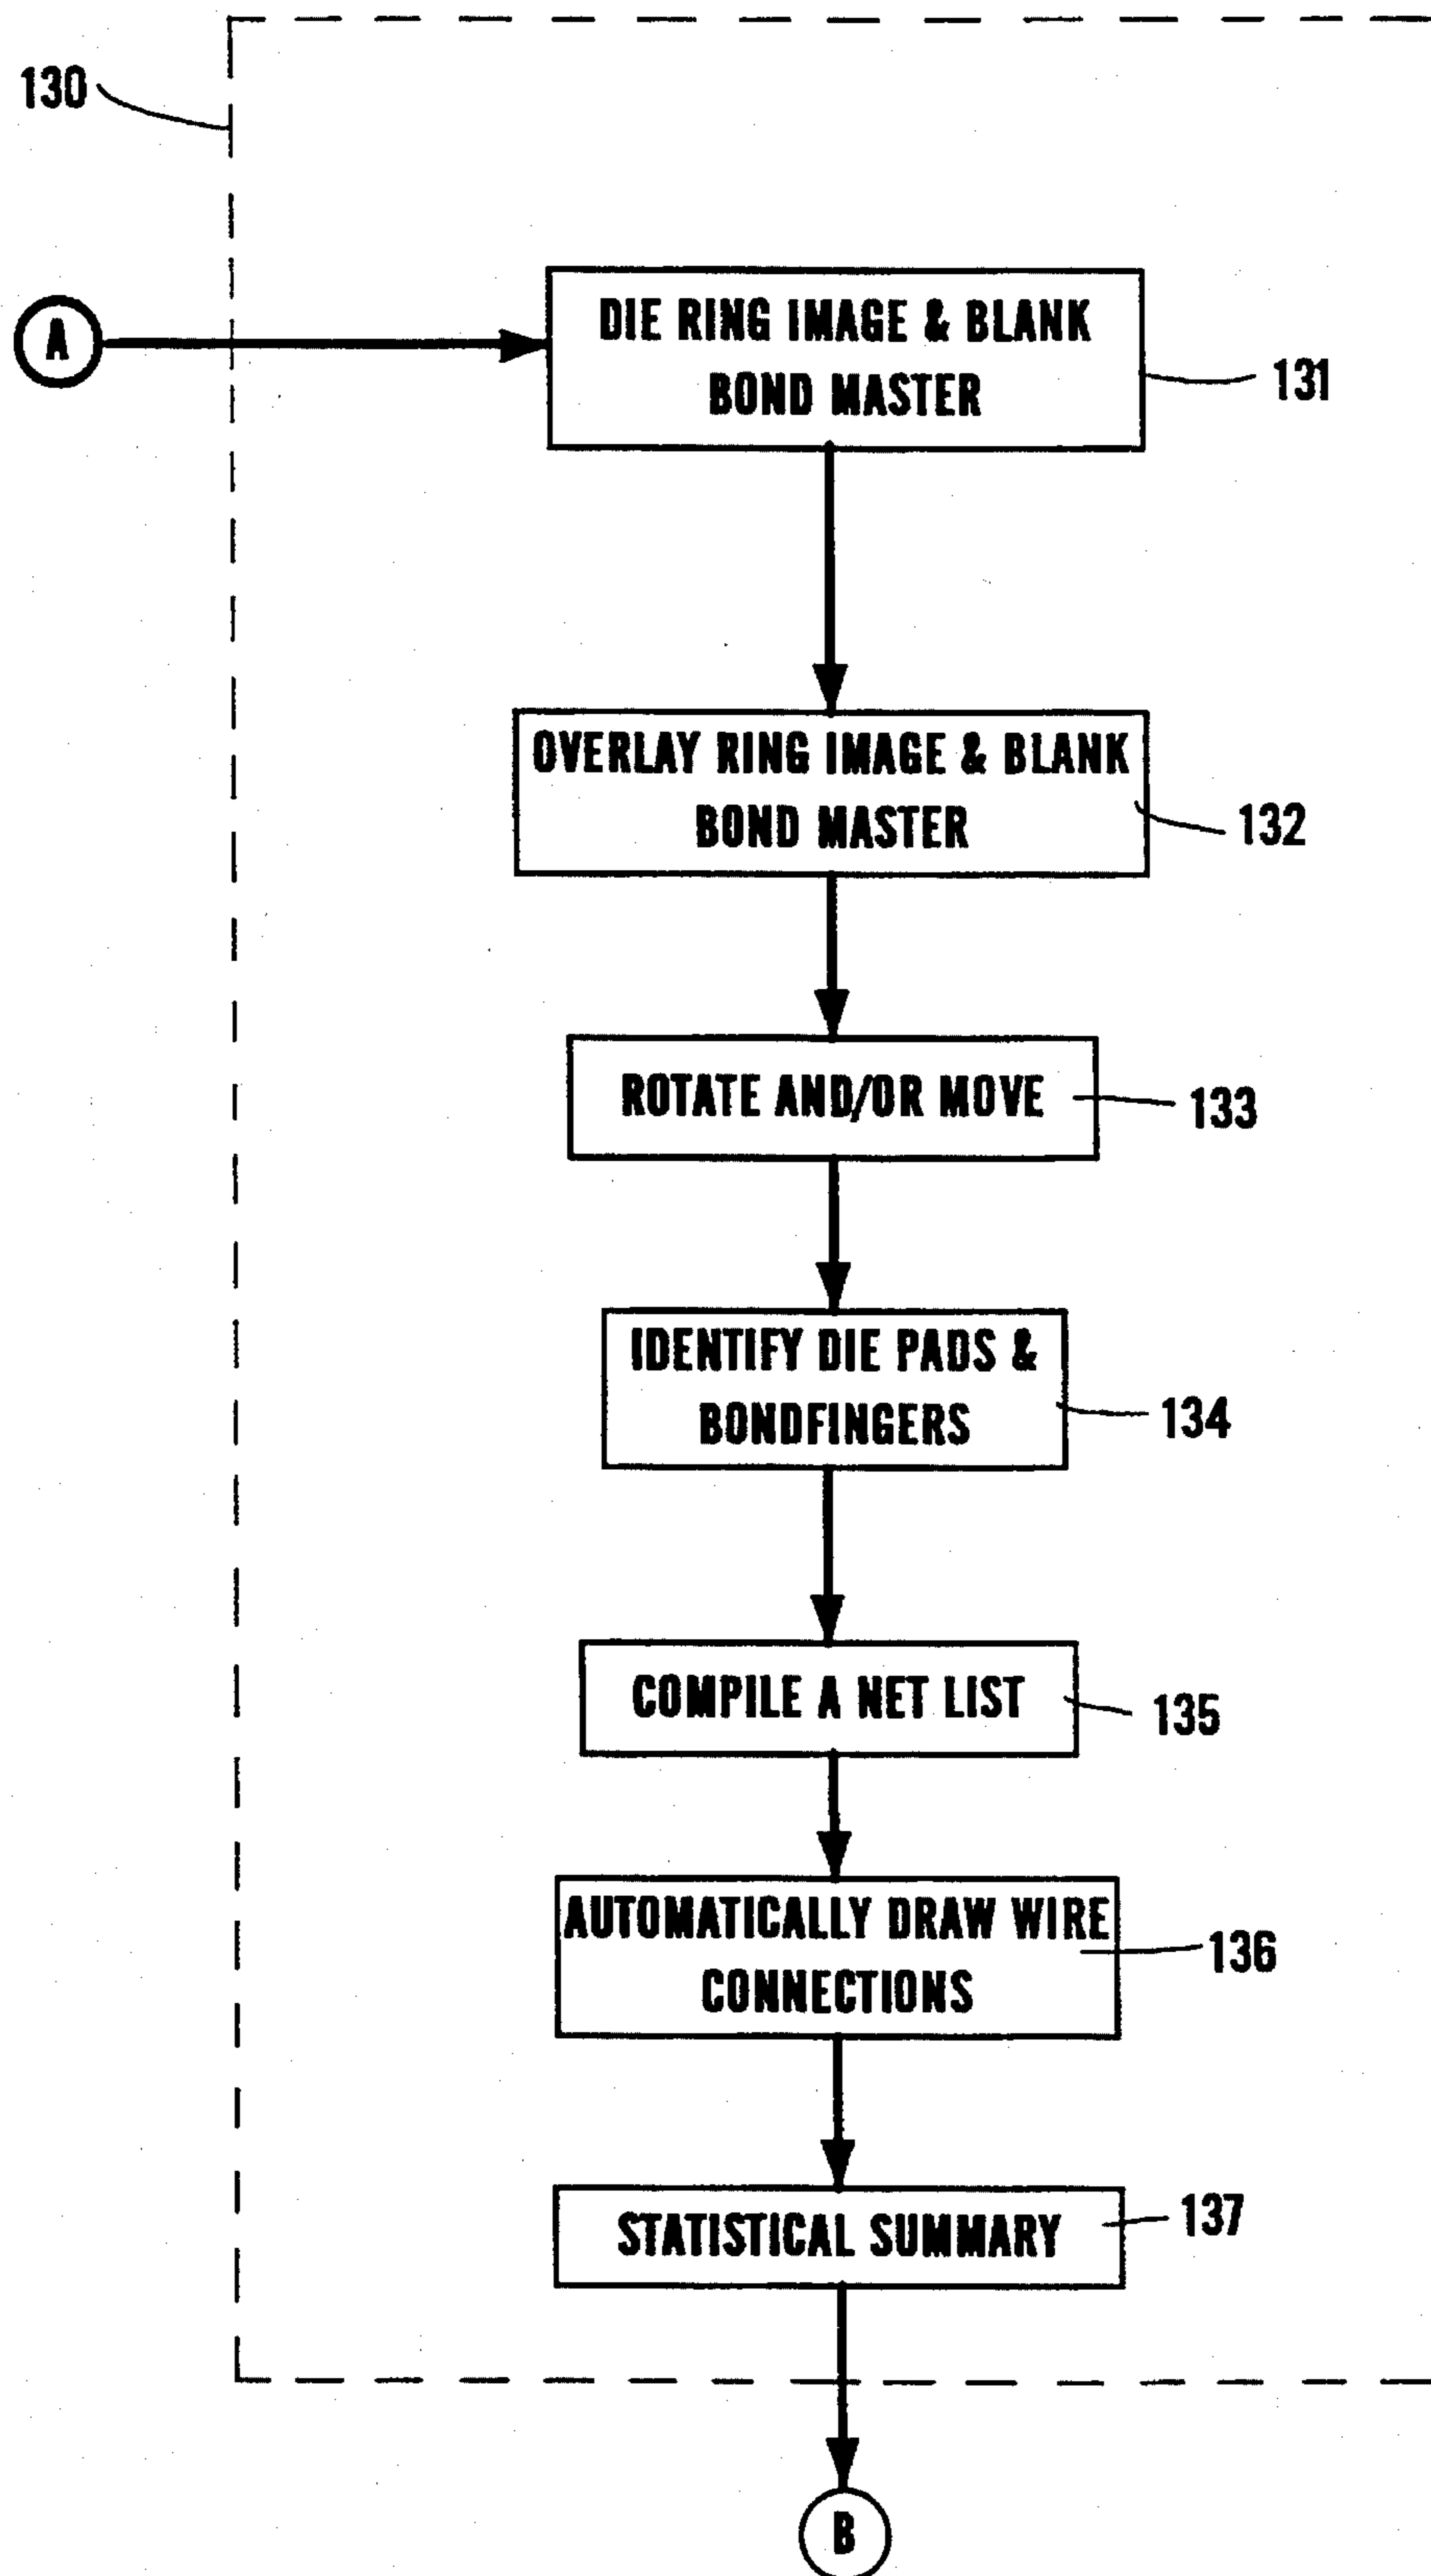 130
A
DIE RING IMAGE & BLANK
BOND MASTER
131
OVERLAY RING IMAGE & BLANK
BOND MASTER
132
ROTATE AND/OR MOVE
133
IDENTIFY DIE PADS &
BONDFINGERS
134
COMPILE A NET LIST
135
AUTOMATICALLY DRAW WIRE
CONNECTIONS
136
STATISTICAL SUMMARY
137
B